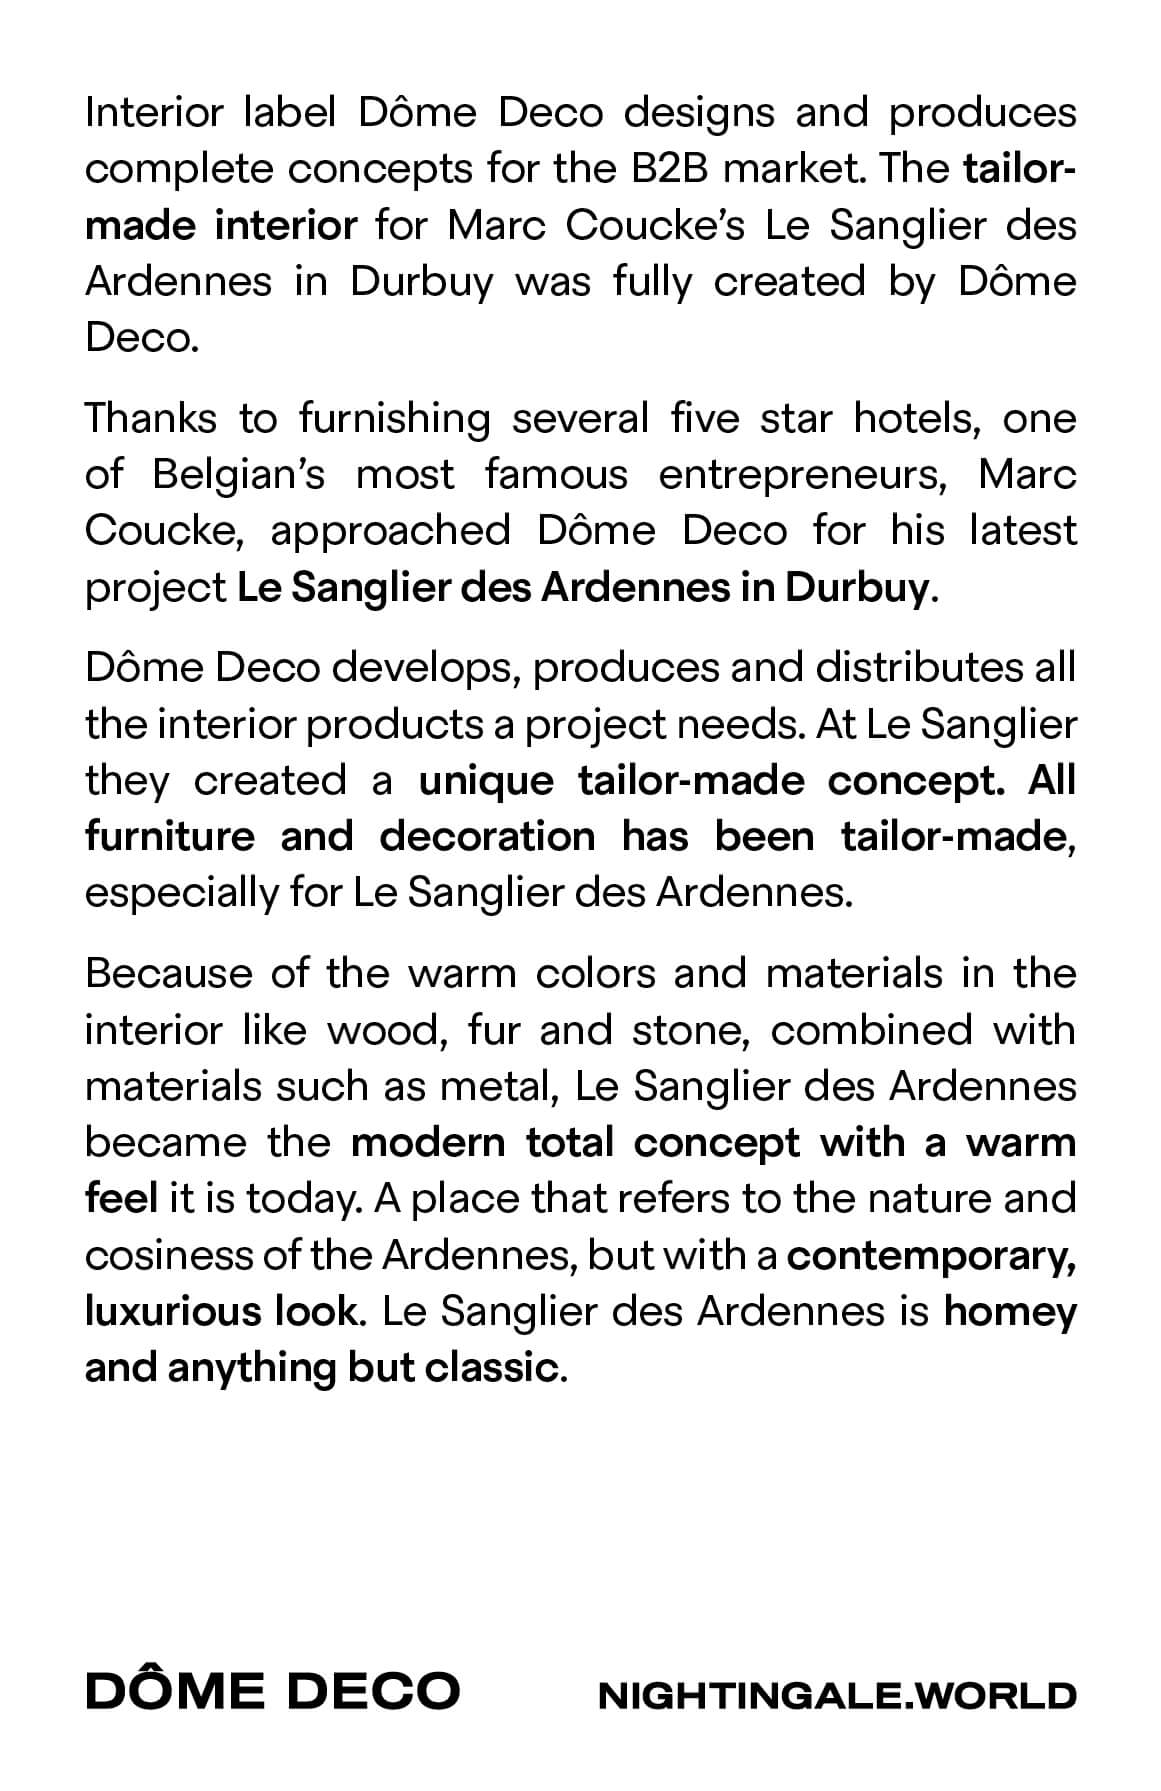 Interior label Dôme Deco designs and produces
complete concepts for the B2B market. The tailor-
made interior for Marc Coucke’s Le Sanglier des
Ardennes in Durbuy was fully created by Dôme
Deco.
Thanks to furnishing several five star hotels, one
of Belgian’s most famous entrepreneurs, Marc
Coucke, approached Dôme Deco for his latest
project Le Sanglier des Ardennes in Durbuy.
Dôme Deco develops, produces and distributes all
the interior products a project needs. At Le Sanglier
they created a unique tailor-made concept. All
furniture and decoration has been tailor-made,
especially for Le Sanglier des Ardennes.
Because of the warm colors and materials in the
interior like wood, fur and stone, combined with
materials such as metal, Le Sanglier des Ardennes
became the modern total concept with a warm
feel it is today. A place that refers to the nature and
cosiness of the Ardennes, but with a contemporary,
luxurious look. Le Sanglier des Ardennes is homey
and anything but classic.
DÔME DECO
NIGHTINGALE.WORLD